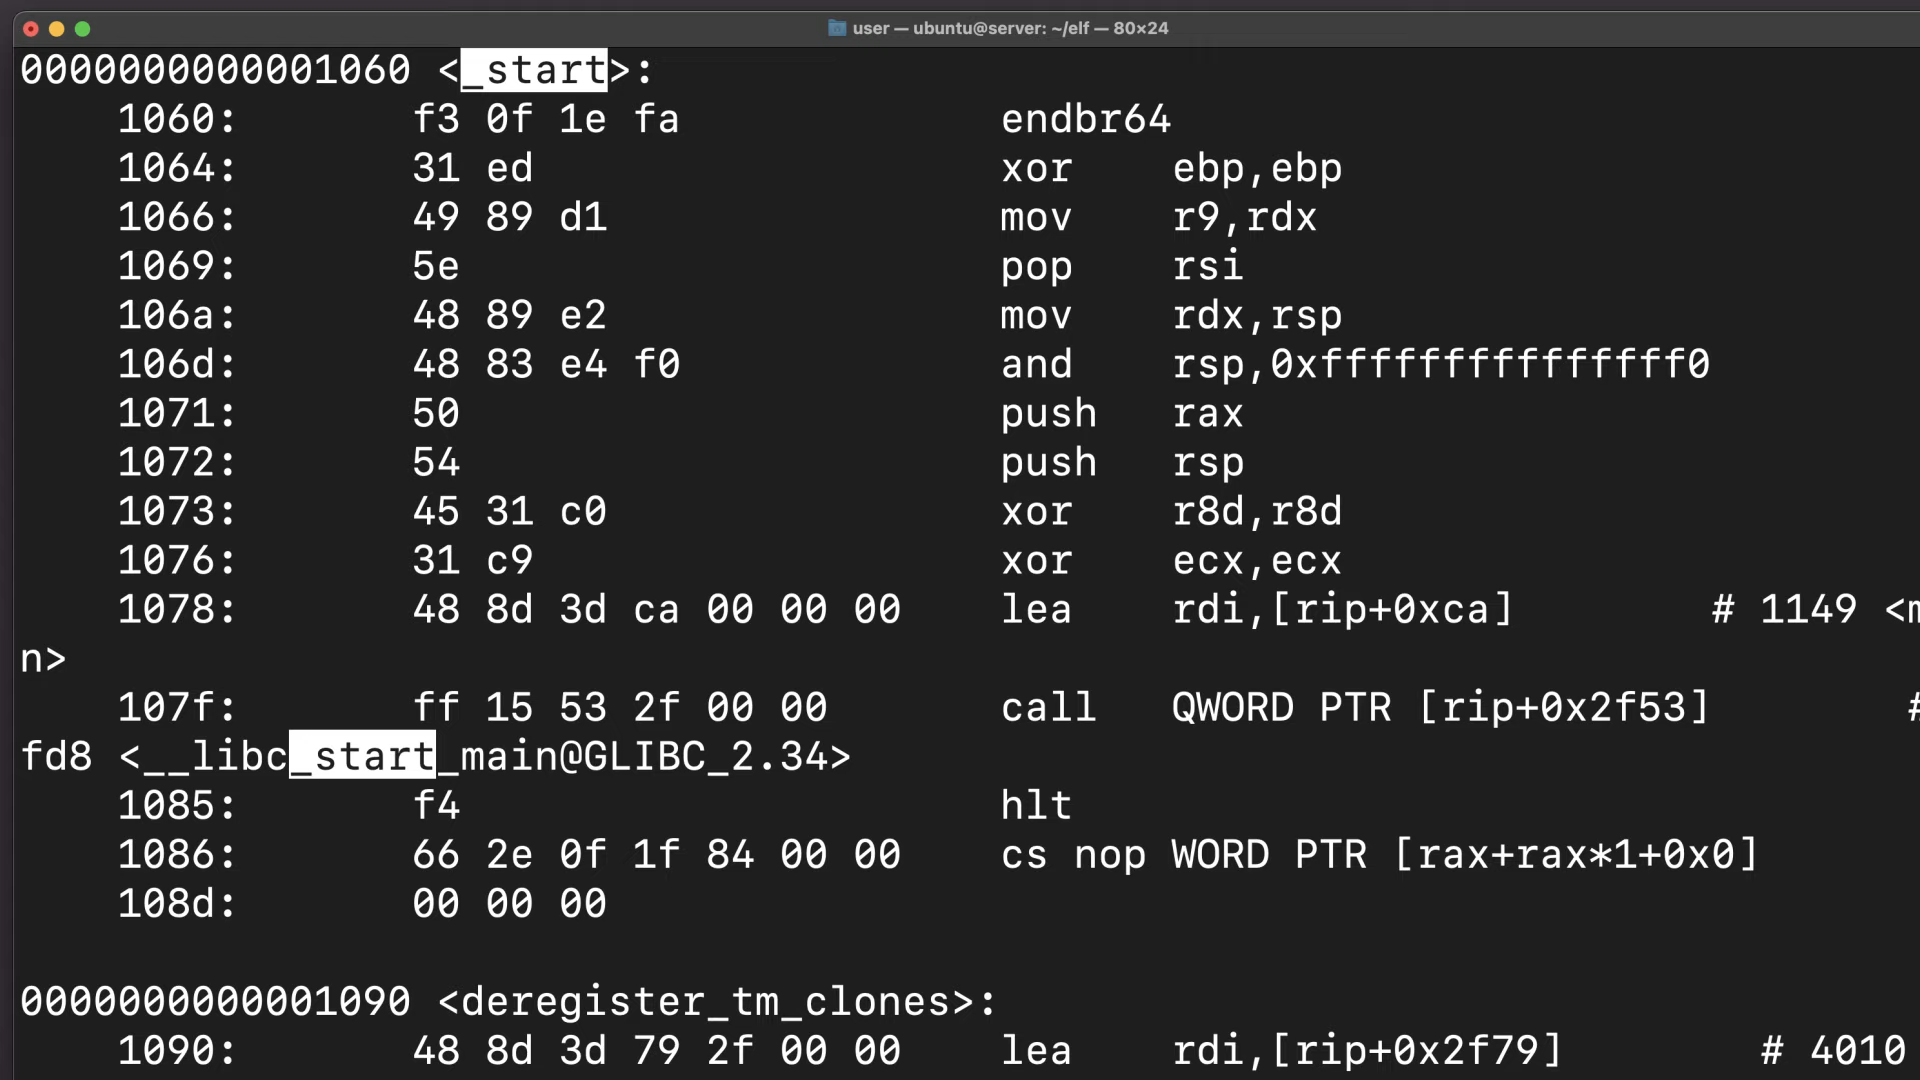 user — ubuntu@server: ~/elf — 80×24
0000000000001060 <_start>:
1060: f3 0f 1e fa endbr64
1064: 31 ed xor ebp,ebp
1066: 49 89 d1 mov r9,rdx
1069: 5e pop rsi
106a: 48 89 e2 mov rdx,rsp
106d: 48 83 e4 f0 and rsp,0xfffffffffffffff0
1071: 50 push rax
1072: 54 push rsp
1073: 45 31 c0 xor r8d,r8d
1076: 31 c9 xor ecx,ecx
1078: 48 8d 3d ca 00 00 00 lea rdi,[rip+0xca] # 1149 <m
n>
107f: ff 15 53 2f 00 00 call QWORD PTR [rip+0x2f53] #
fd8 <__libc_start_main@GLIBC_2.34>
1085: f4 hlt
1086: 66 2e 0f 1f 84 00 00 cs nop WORD PTR [rax+rax*1+0x0]
108d: 00 00 00
0000000000001090 <deregister_tm_clones>:
1090: 48 8d 3d 79 2f 00 00 lea rdi,[rip+0x2f79] # 4010